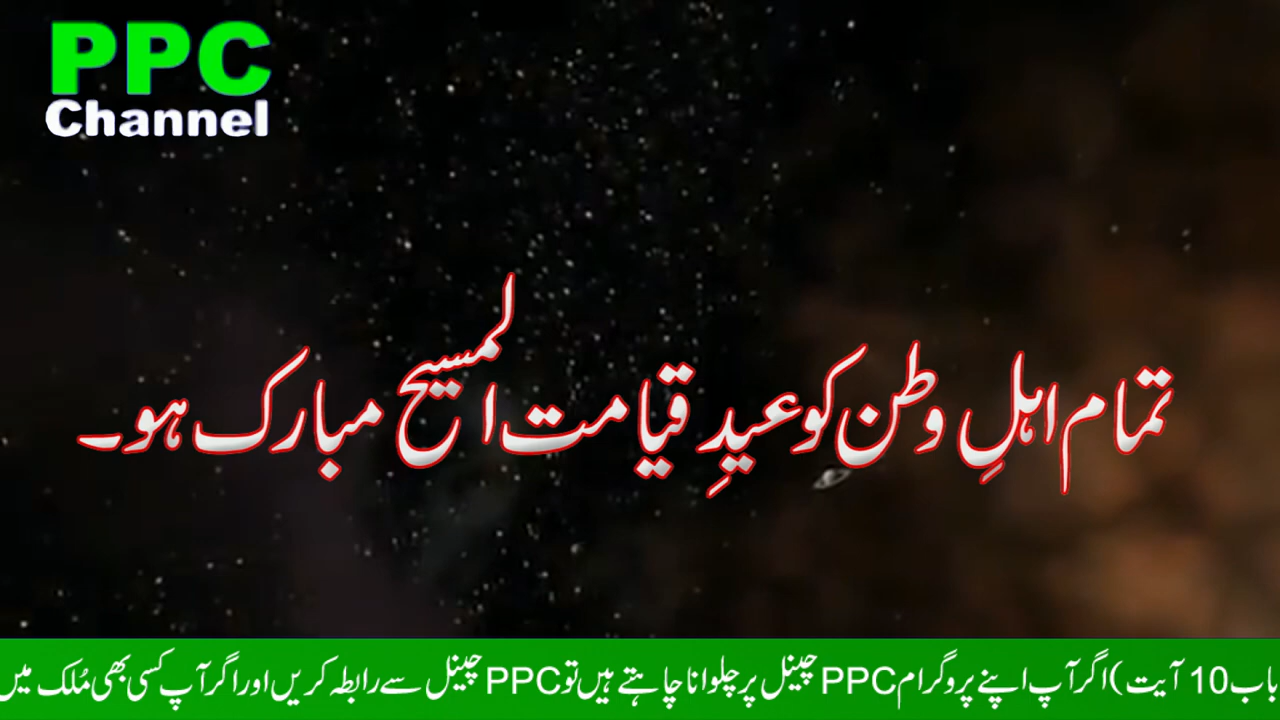 PPC
Channel
تمام اہلِ وطن کو عیدِ قیامت المسیح مبارک ہو۔
باب 10 آیت) اگر آپ اپنے پروگرام PPC چینل پر چلوانا چاہتے ہیں تو PPC چینل سے رابطہ کریں اور اگر آپ کسی بھی مُلک میں